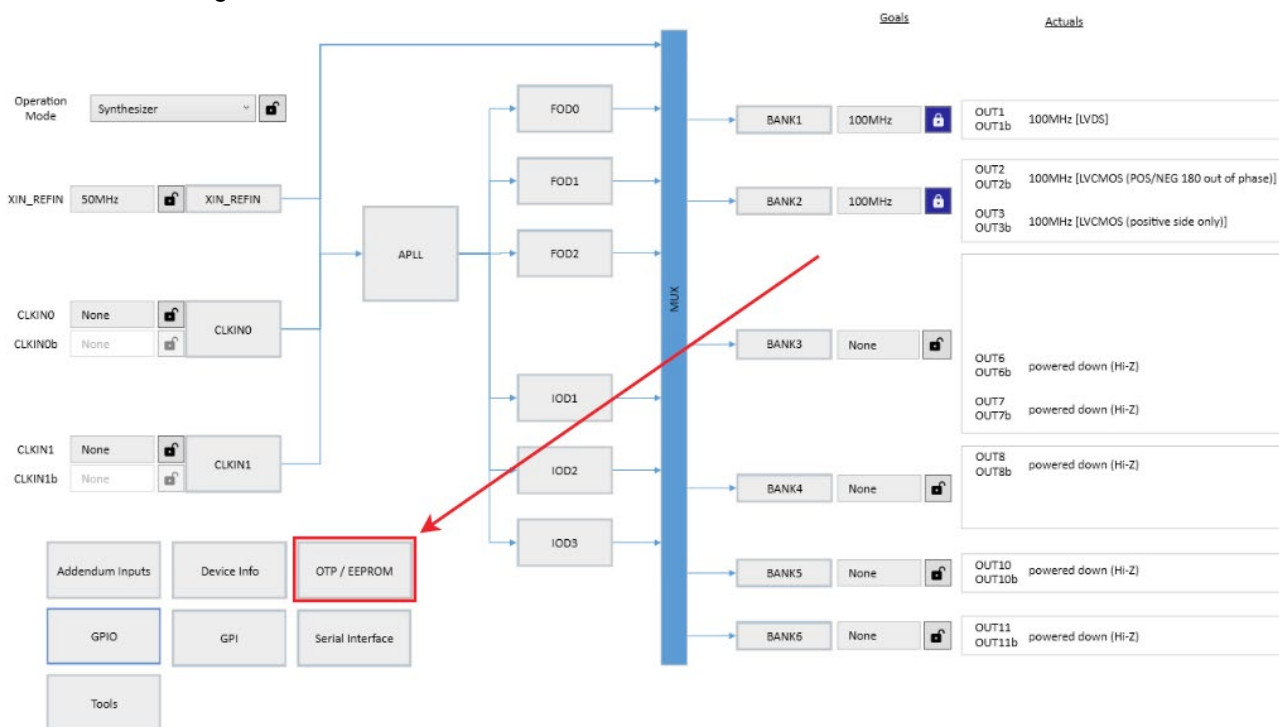 Goals
Actuals
Operation
Mode
Synthesizer
XIN_REFIN 50MHz XIN_REFIN
CLKIN0 None
CLKIN0b None
CLKIN0
CLKIN1 None
CLKIN1b None
CLKIN1
APLL
FOD0
FOD1
FOD2
IOD1
IOD2
IOD3
MUX
BANK1 100MHz
OUT1
OUT1b
100MHz [LVDS]
BANK2 100MHz
OUT2
OUT2b
100MHz [LVCMOS (POS/NEG 180 out of phase)]
OUT3
OUT3b
100MHz [LVCMOS (positive side only)]
BANK3 None
OUT6
OUT6b
powered down (Hi-Z)
OUT7
OUT7b
powered down (Hi-Z)
BANK4 None
OUT8
OUT8b
powered down (Hi-Z)
BANK5 None
OUT10
OUT10b
powered down (Hi-Z)
BANK6 None
OUT11
OUT11b
powered down (Hi-Z)
Addendum Inputs
Device Info
OTP / EEPROM
GPIO
GPI
Serial Interface
Tools